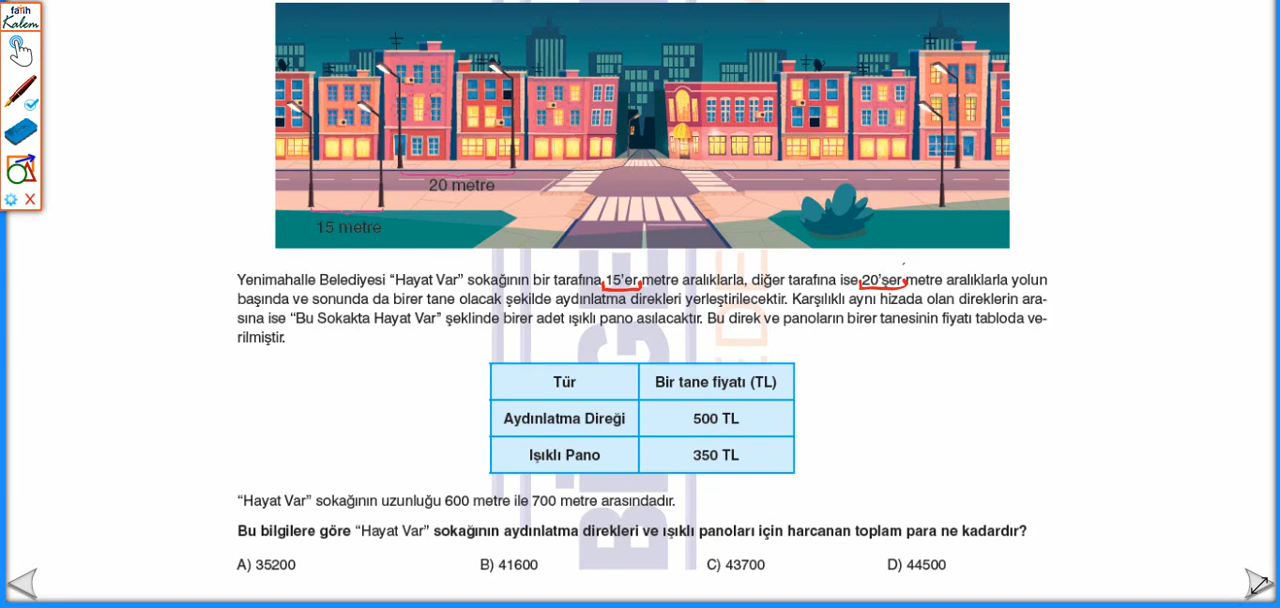 fatih
Kalem
20 metre
15 metre
Yenimahalle Belediyesi “Hayat Var” sokağının bir tarafına 15’er metre aralıklarla, diğer tarafına ise 20’şer metre aralıklarla yolun
başında ve sonunda da birer tane olacak şekilde aydınlatma direkleri yerleştirilecektir. Karşılıklı aynı hizada olan direklerin ara-
sına ise “Bu Sokakta Hayat Var” şeklinde birer adet ışıklı pano asılacaktır. Bu direk ve panoların birer tanesinin fiyatı tabloda ve-
rilmiştir.
Tür Bir tane fiyatı (TL)
Aydınlatma Direği 500 TL
Işıklı Pano 350 TL
“Hayat Var” sokağının uzunluğu 600 metre ile 700 metre arasındadır.
Bu bilgilere göre “Hayat Var” sokağının aydınlatma direkleri ve ışıklı panoları için harcanan toplam para ne kadardır?
A) 35200 B) 41600 C) 43700 D) 44500